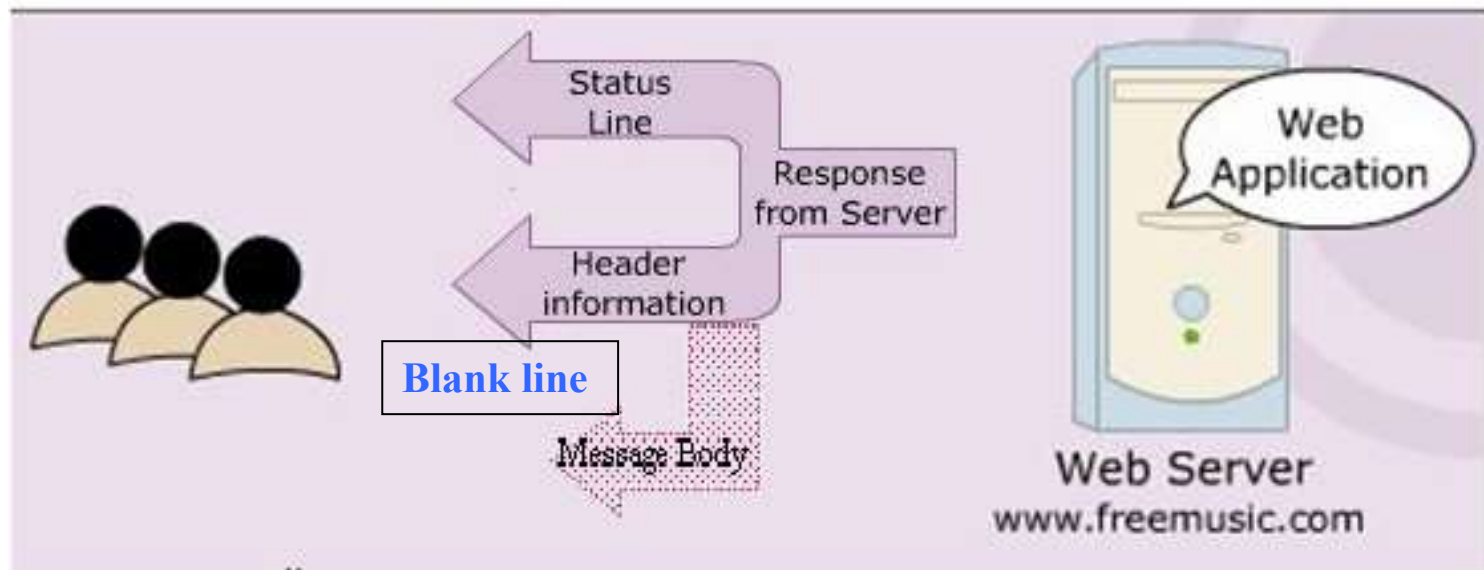 Status
Line
Response
from Server
Header
information
Blank line
Message Body
Web
Application
Web Server
www.freemusic.com